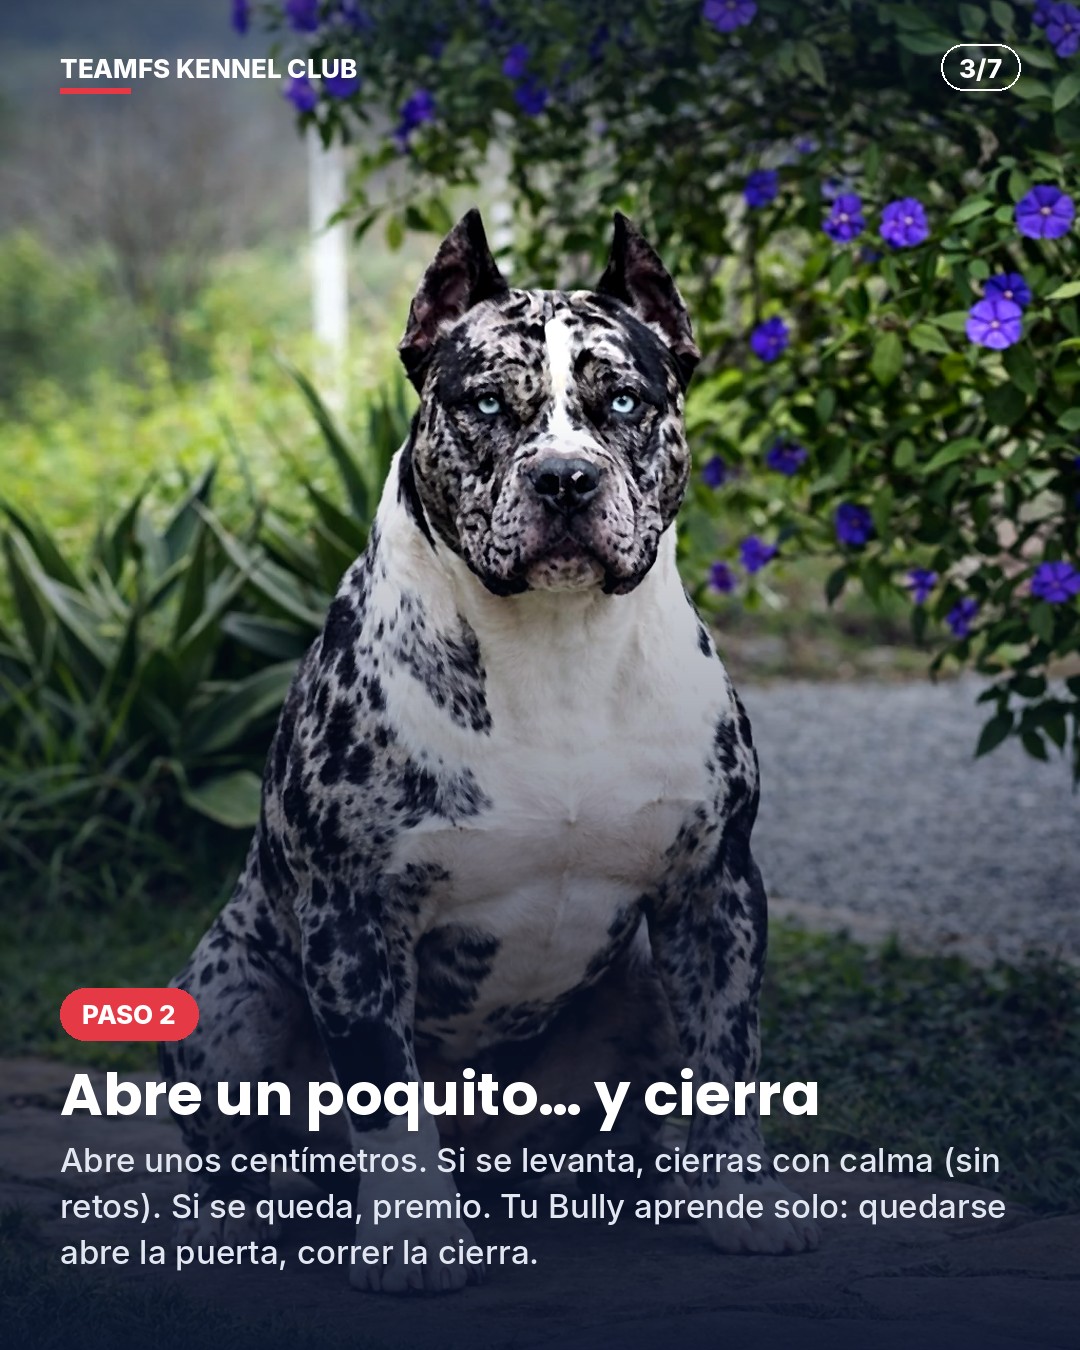 TEAMFS KENNEL CLUB
3/7
PASO 2
Abre un poquito... y cierra
Abre unos centímetros. Si se levanta, cierras con calma (sin
retos). Si se queda, premio. Tu Bully aprende solo: quedarse
abre la puerta, correr la cierra.